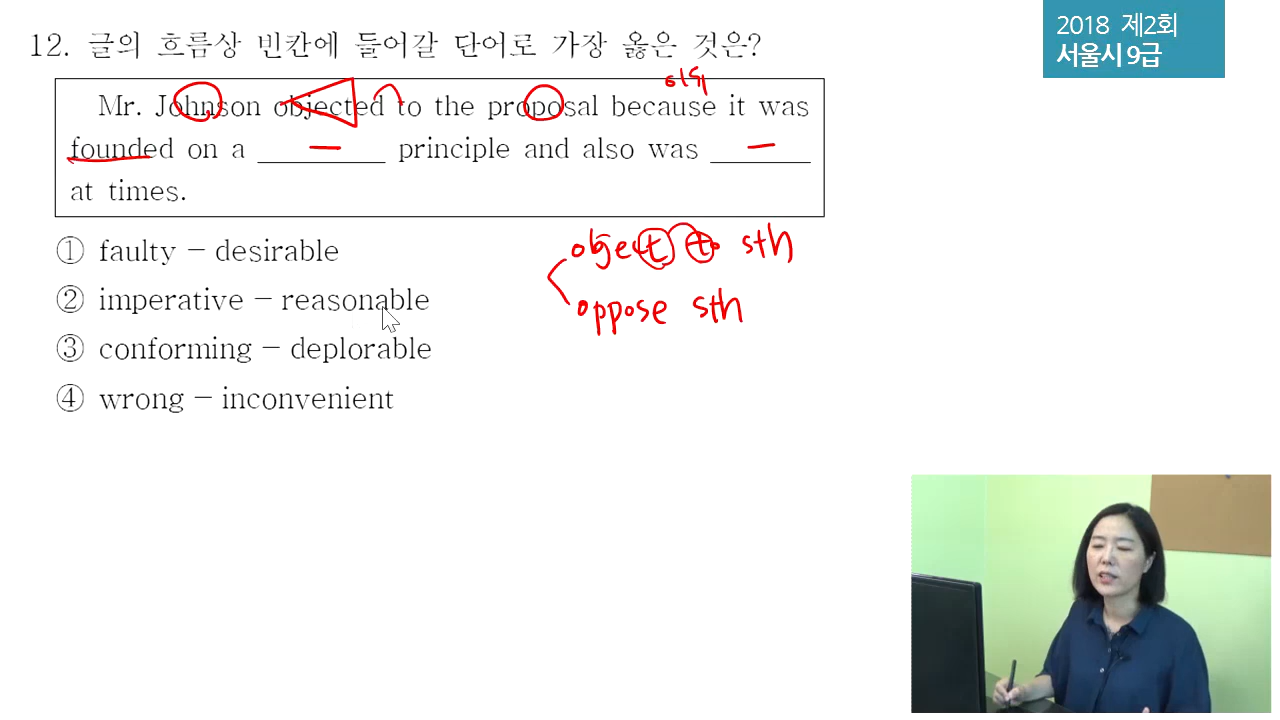 2018 제2회
서울시 9급
12. 글의 흐름상 빈칸에 들어갈 단어로 가장 옳은 것은?
이유
Mr. Johnson objected to the proposal because it was
founded on a ________ principle and also was ________
at times.
① faulty - desirable
② imperative - reasonable
③ conforming - deplorable
④ wrong - inconvenient
object to sth
oppose sth